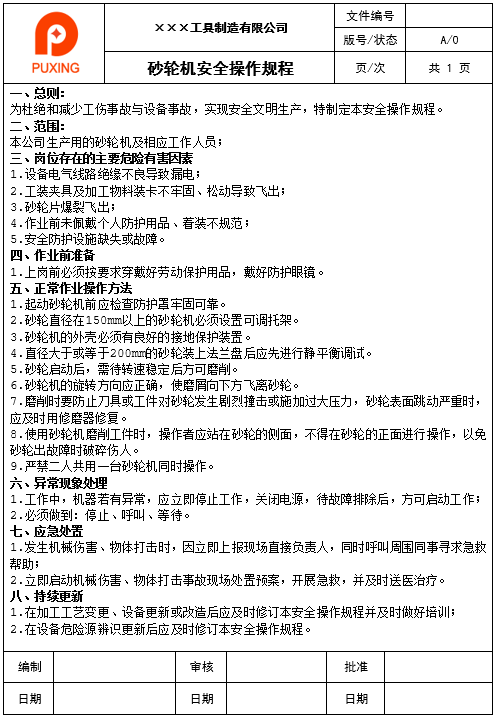 PUXING
×××工具制造有限公司
文件编号
版号/状态 A/0
砂轮机安全操作规程
页/次 共 1 页
一、总则：
为杜绝和减少工伤事故与设备事故，实现安全文明生产，特制定本安全操作规程。
二、范围：
本公司生产用的砂轮机及相应工作人员；
三、岗位存在的主要危险有害因素
1.设备电气线路绝缘不良导致漏电；
2.工装夹具及加工物料装卡不牢固、松动导致飞出；
3.砂轮片爆裂飞出；
4.作业前未佩戴个人防护用品、着装不规范；
5.安全防护设施缺失或故障。
四、作业前准备
1.上岗前必须按要求穿戴好劳动保护用品，戴好防护眼镜。
五、正常作业操作方法
1.起动砂轮机前应检查防护罩牢固可靠。
2.砂轮直径在150mm以上的砂轮机必须设置可调托架。
3.砂轮机的外壳必须有良好的接地保护装置。
4.直径大于或等于200mm的砂轮装上法兰盘后应先进行静平衡调试。
5.砂轮启动后，需待转速稳定后方可磨削。
6.砂轮机的旋转方向应正确，使磨屑向下方飞离砂轮。
7.磨削时要防止刀具或工件对砂轮发生剧烈撞击或施加过大压力，砂轮表面跳动严重时，
应及时用修磨器修复。
8.使用砂轮机磨削工件时，操作者应站在砂轮的侧面，不得在砂轮的正面进行操作，以免
砂轮出故障时破碎伤人。
9.严禁二人共用一台砂轮机同时操作。
六、异常现象处理
1.工作中，机器若有异常，应立即停止工作，关闭电源，待故障排除后，方可启动工作；
2.必须做到：停止、呼叫、等待。
七、应急处置
1.发生机械伤害、物体打击时，因立即上报现场直接负责人，同时呼叫周围同事寻求急救
帮助；
2.立即启动机械伤害、物体打击事故现场处置预案，开展急救，并及时送医治疗。
八、持续更新
1.在加工工艺变更、设备更新或改造后应及时修订本安全操作规程并及时做好培训；
2.在设备危险源辨识更新后应及时修订本安全操作规程。
编制 审核 批准
日期 日期 日期